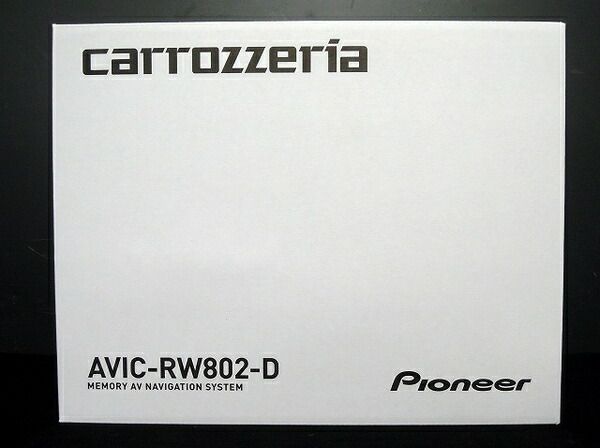 carrozzeria
AVIC-RW802-D
MEMORY AV NAVIGATION SYSTEM
Pioneer